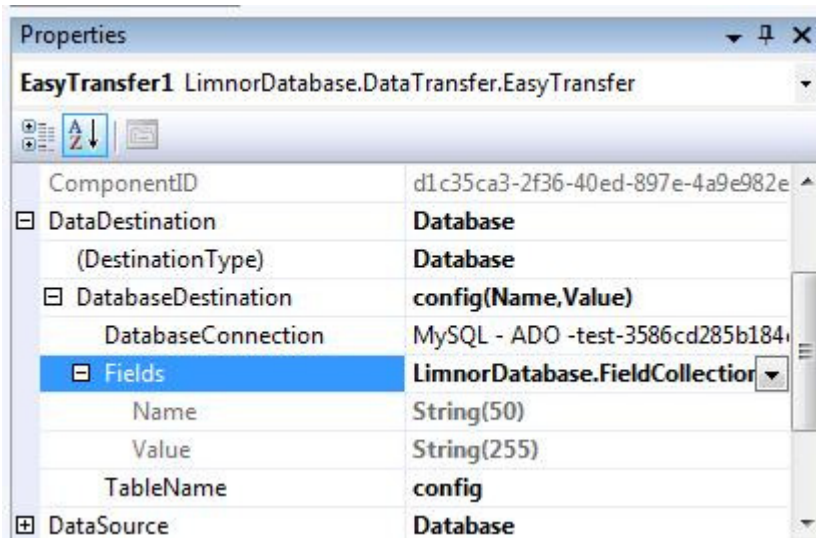 Properties
EasyTransfer1 LimnorDatabase.DataTransfer.EasyTransfer
A
Z
ComponentID d1c35ca3-2f36-40ed-897e-4a9e982e
DataDestination Database
(DestinationType) Database
DatabaseDestination config(Name,Value)
DatabaseConnection MySQL - ADO -test-3586cd285b184
Fields LimnorDatabase.FieldCollection
Name String(50)
Value String(255)
TableName config
DataSource Database